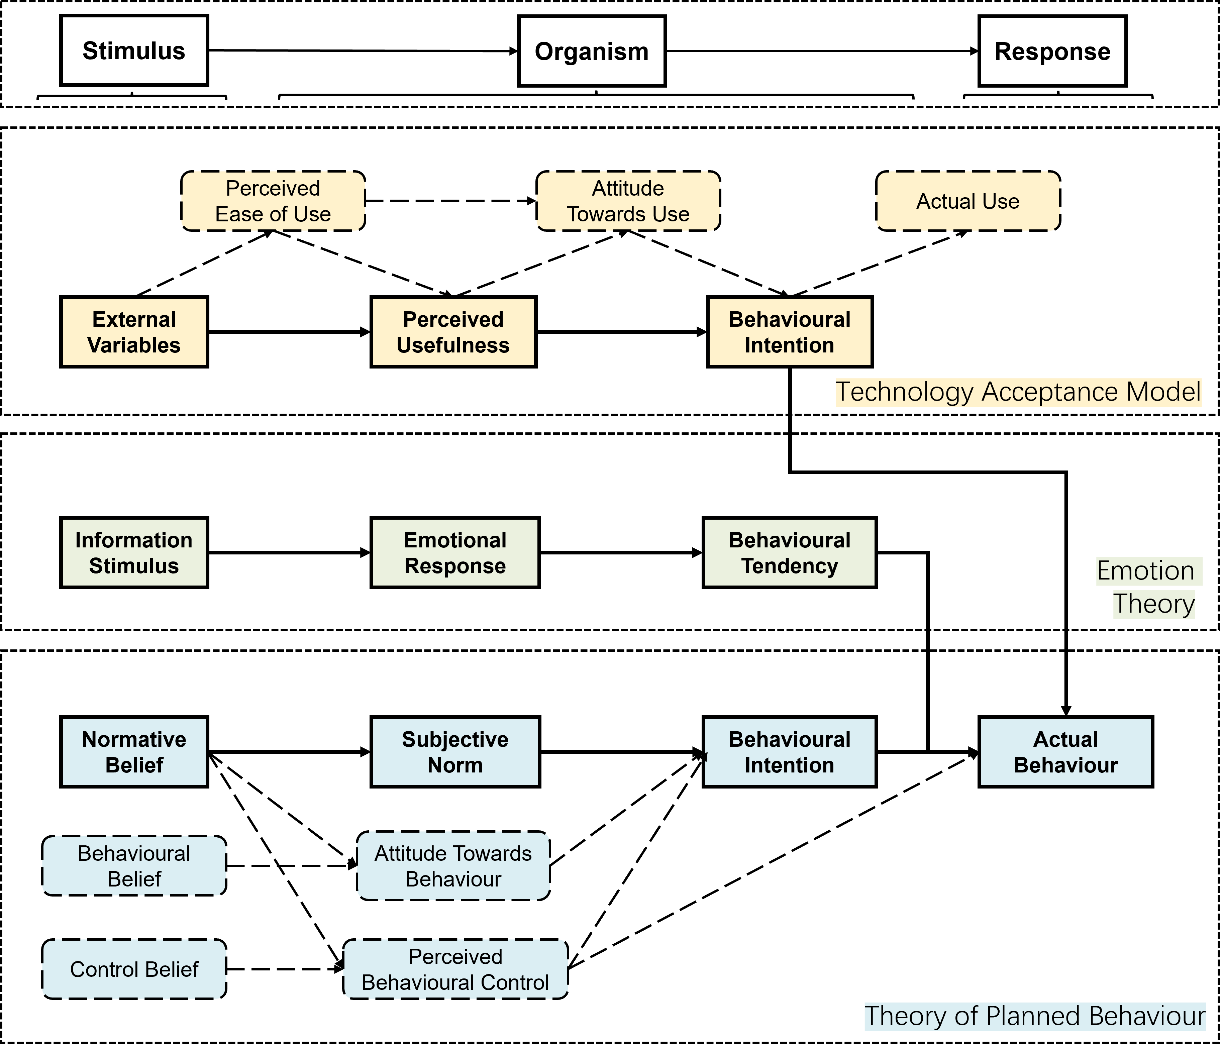 Stimulus
Organism
Response
Perceived
Ease of Use
Attitude
Towards Use
Actual Use
External
Variables
Perceived
Usefulness
Behavioural
Intention
Technology Acceptance Model
Information
Stimulus
Emotional
Response
Behavioural
Tendency
Emotion
Theory
Normative
Belief
Subjective
Norm
Behavioural
Intention
Actual
Behaviour
Behavioural
Belief
Attitude Towards
Behaviour
Control Belief
Perceived
Behavioural Control
Theory of Planned Behaviour